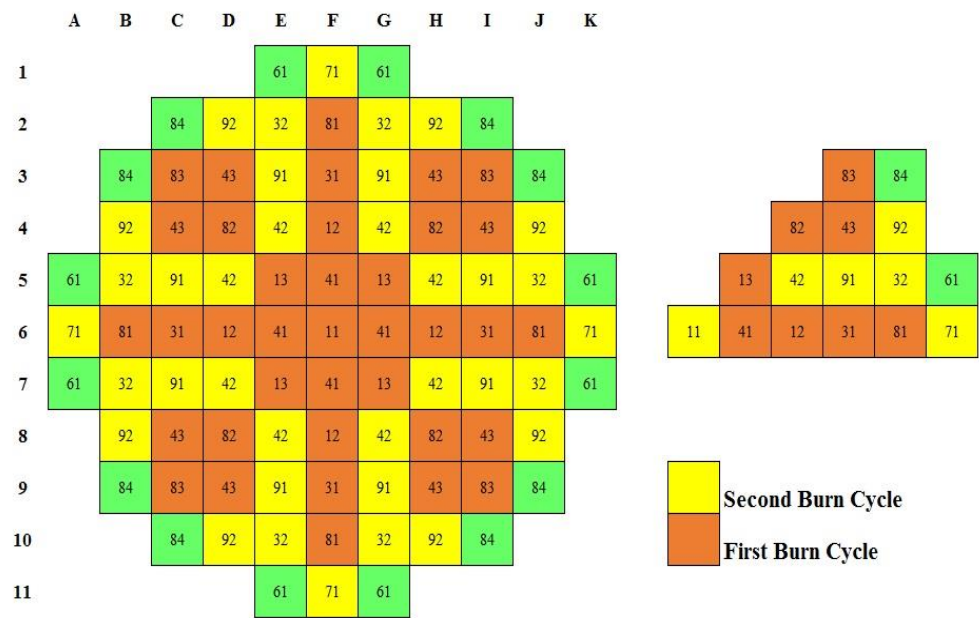 A B C D E F G H I J K
1 61 71 61
2 84 92 32 81 32 92 84
3 84 83 43 91 31 91 43 83 84 83 84
4 92 43 82 42 12 42 82 43 92 82 43 92
5 61 32 91 42 13 41 13 42 91 32 61 13 42 91 32 61
6 71 81 31 12 41 11 41 12 31 81 71 11 41 12 31 81 71
7 61 32 91 42 13 41 13 42 91 32 61
8 92 43 82 42 12 42 82 43 92
9 84 83 43 91 31 91 43 83 84
Second Burn Cycle
10 84 92 32 81 32 92 84
First Burn Cycle
11 61 71 61